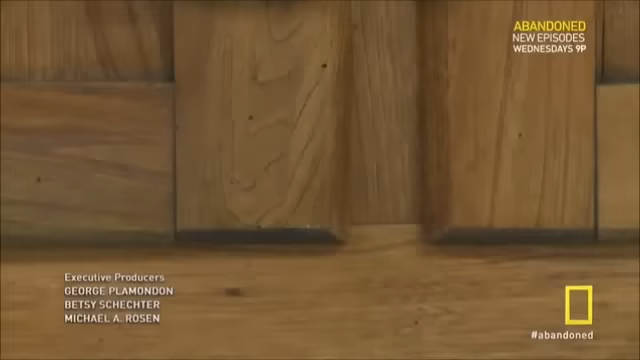 ABANDONED
NEW EPISODES
WEDNESDAYS 9P
Executive Producers
GEORGE PLAMONDON
BETSY SCHECHTER
MICHAEL A. ROSEN
#abandoned